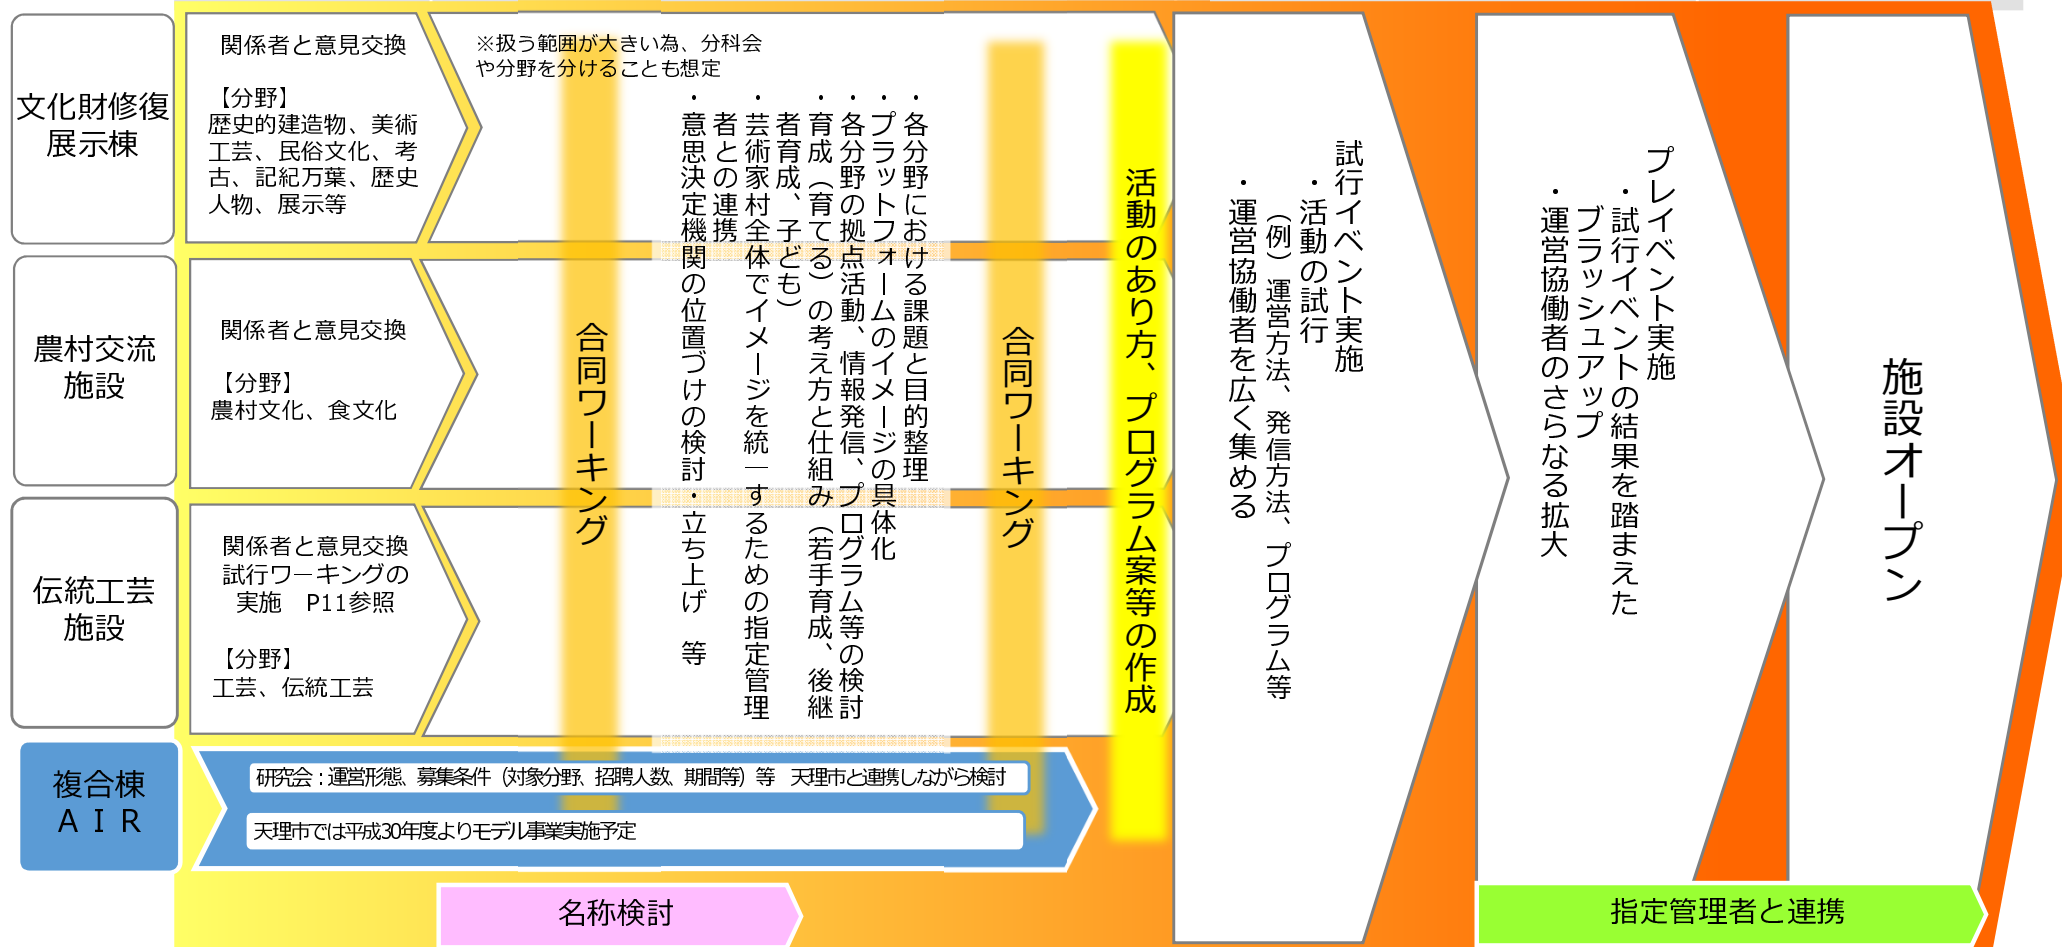 文化財修復
展示棟
関係者と意見交換
【分野】
歴史的建造物、美術
工芸、民俗文化、考
古、記紀万葉、歴史
人物、展示等
※扱う範囲が大きい為、分科会
や分野を分けることも想定
農村交流
施設
関係者と意見交換
【分野】
農村文化、食文化
伝統工芸
施設
関係者と意見交換
試行ワーキングの
実施　P11参照
【分野】
工芸、伝統工芸
合同ワーキング
・各分野における課題と目的整理
・プラットフォームのイメージの具体化
・各分野の拠点活動、情報発信、プログラム等の検討
・育成（育てる）の考え方と仕組み（若手育成、後継
者育成、子ども）
・芸術家村全体でイメージを統一するための指定管理
者との連携
・意思決定機関の位置づけの検討・立ち上げ　等
合同ワーキング
活動のあり方、プログラム案等の作成
試行イベント実施
・活動の試行
（例）運営方法、発信方法、プログラム等
・運営協働者を広く集める
プレイベント実施
・試行イベントの結果を踏まえた
ブラッシュアップ
・運営協働者のさらなる拡大
施設オープン
複合棟
ＡＩＲ
研究会：運営形態、募集条件（対象分野、招聘人数、期間等）等　天理市と連携しながら検討
天理市では平成30年度よりモデル事業実施予定
名称検討
指定管理者と連携